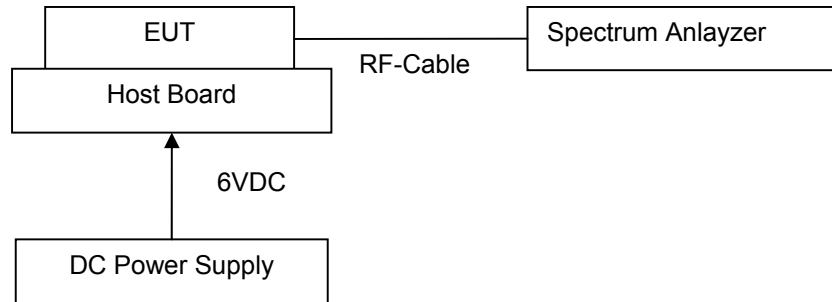 EUT
Spectrum Anlayzer
RF-Cable
Host Board
6VDC
DC Power Supply